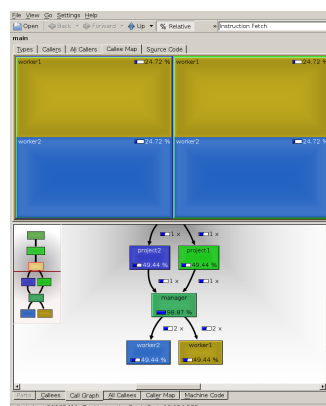 File View Go Settings Help
Open Back Forward Up % Relative » Instruction Fetch
main
Types Callers All Callers Callee Map Source Code
worker1 24.72 % worker1 24.72 %
worker2 24.72 % worker2 24.72 %
1 x 1 x
project2 project1
49.44 % 49.44 %
1 x 1 x
manager
98.87 %
2 x 2 x
worker2 worker1
49.44 % 49.44 %
Parts Callees Call Graph All Callees Caller Map Machine Code